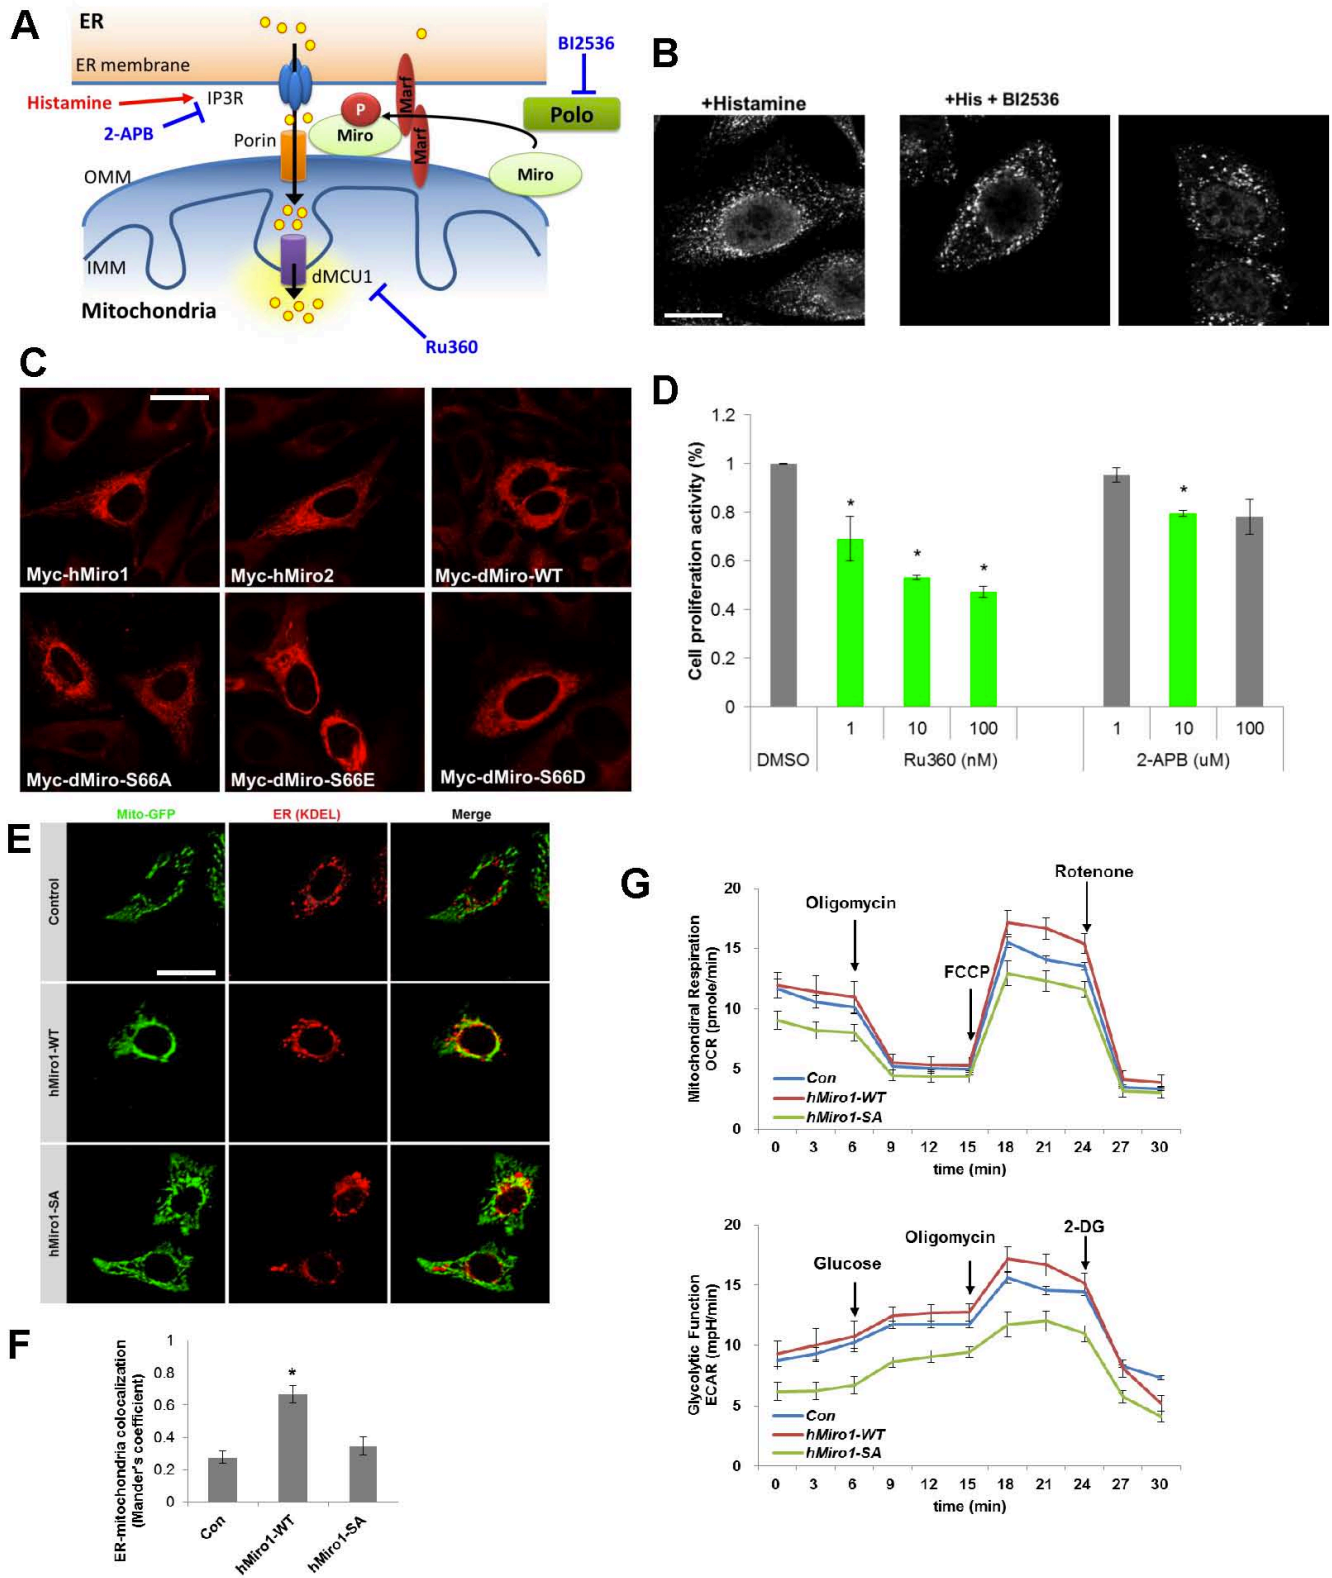 A
ER
ER membrane
Histamine
IP3R
2-APB
Porin
OMM
IMM
Mitochondria
P
Miro
Marf
Marf
Miro
dMCU1
Ru360
BI2536
Polo
B
+Histamine
+His + BI2536
C
Myc-hMiro1
Myc-hMiro2
Myc-dMiro-WT
Myc-dMiro-S66A
Myc-dMiro-S66E
Myc-dMiro-S66D
D
Cell proliferation activity (%)
1.2
1
0.8
0.6
0.4
0.2
0
*
*
*
*
1
10
100
1
10
100
DMSO
Ru360 (nM)
2-APB (uM)
E
Mito-GFP
ER (KDEL)
Merge
Control
hMiro1-WT
hMiro1-SA
F
ER-mitochondria colocalization
(Mander's coefficient)
1
0.8
0.6
0.4
0.2
0
*
Con
hMiro1-WT
hMiro1-SA
G
Mitochondiral Respiration
OCR (pmole/min)
20
15
10
5
0
Oligomycin
FCCP
Rotenone
Con
hMiro1-WT
hMiro1-SA
0 3 6 9 12 15 18 21 24 27 30
time (min)
Glycolytic Function
ECAR (mpH/min)
20
15
10
5
0
Glucose
Oligomycin
2-DG
Con
hMiro1-WT
hMiro1-SA
0 3 6 9 12 15 18 21 24 27 30
time (min)